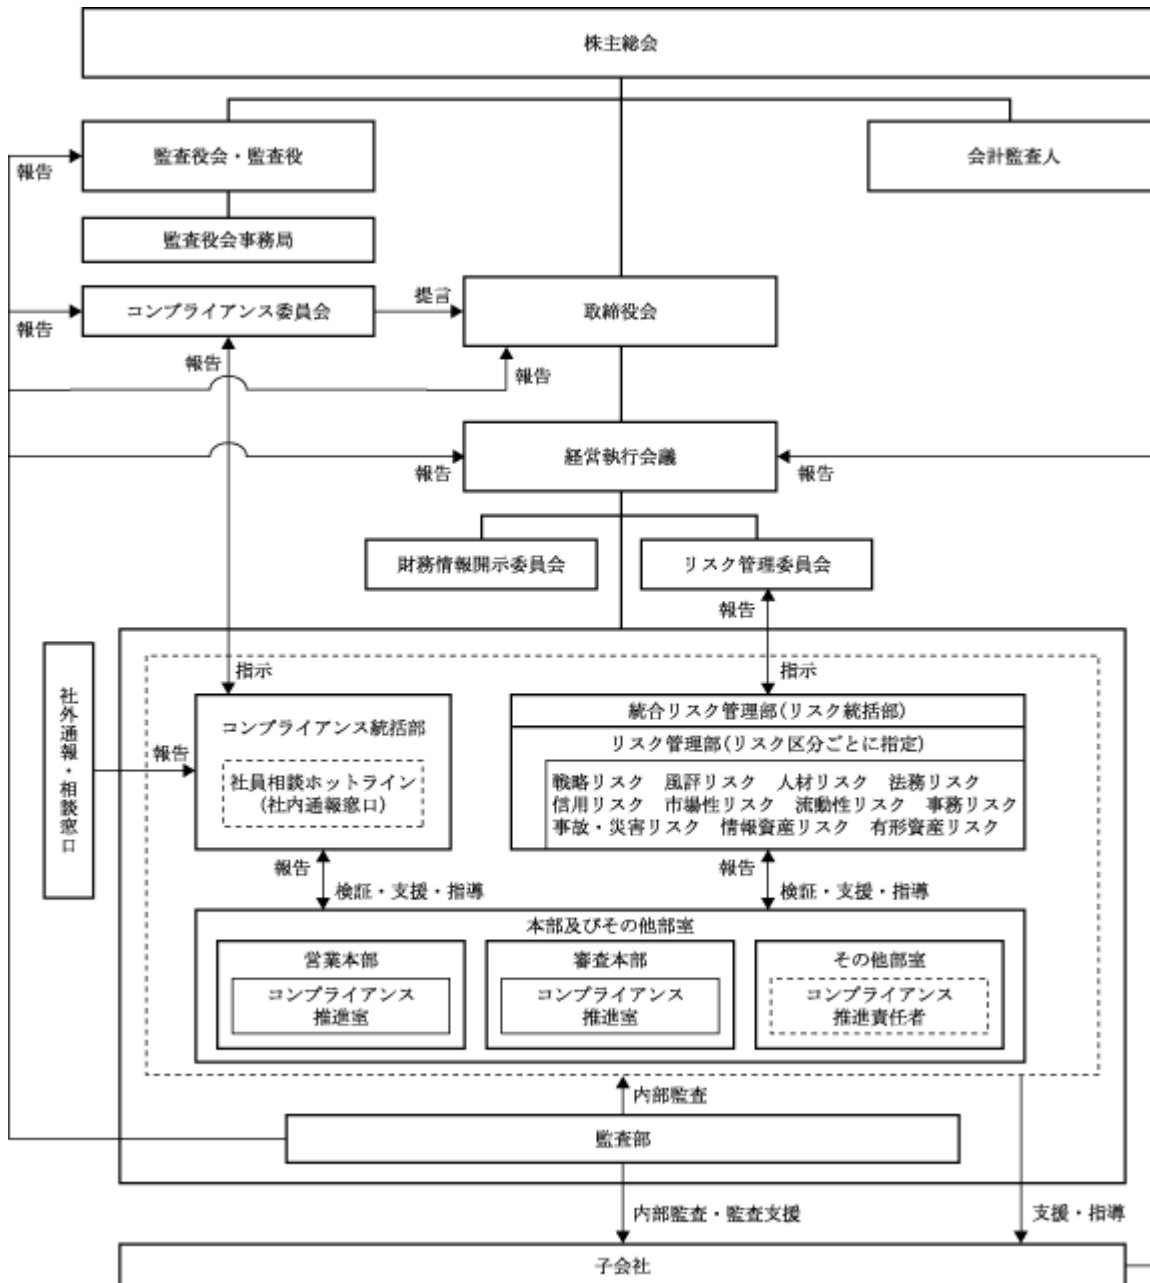 株主総会
監査役会・監査役
会計監査人
報告
監査役会事務局
コンプライアンス委員会
提言
取締役会
報告
報告
報告
経営執行会議
報告
報告
財務情報開示委員会
リスク管理委員会
報告
指示
指示
社外通報・相談窓口
報告
コンプライアンス統括部
社員相談ホットライン
(社内通報窓口)
統合リスク管理部(リスク統括部)
リスク管理部(リスク区分ごとに指定)
戦略リスク　風評リスク　人材リスク　法務リスク
信用リスク　市場性リスク　流動性リスク　事務リスク
事故・災害リスク　情報資産リスク　有形資産リスク
報告
検証・支援・指導
報告
検証・支援・指導
本部及びその他部室
営業本部
コンプライアンス
推進室
審査本部
コンプライアンス
推進室
その他部室
コンプライアンス
推進責任者
内部監査
監査部
内部監査・監査支援
支援・指導
子会社